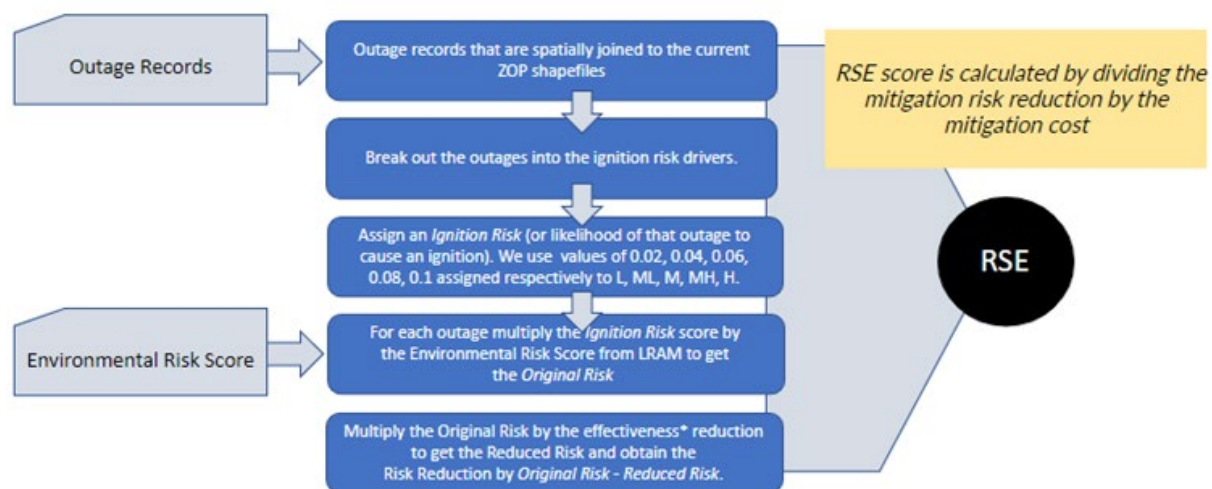 Outage Records
Outage records that are spatially joined to the current
ZOP shapefiles
RSE score is calculated by dividing the
mitigation risk reduction by the
mitigation cost
Break out the outages into the ignition risk drivers.
Assign an Ignition Risk (or likelihood of that outage to
cause an ignition). We use values of 0.02, 0.04, 0.06,
0.08, 0.1 assigned respectively to L, ML, M, MH, H.
RSE
Environmental Risk Score
For each outage multiply the Ignition Risk score by
the Environmental Risk Score from LRAM to get
the Original Risk
Multiply the Original Risk by the effectiveness* reduction
to get the Reduced Risk and obtain the
Risk Reduction by Original Risk - Reduced Risk.